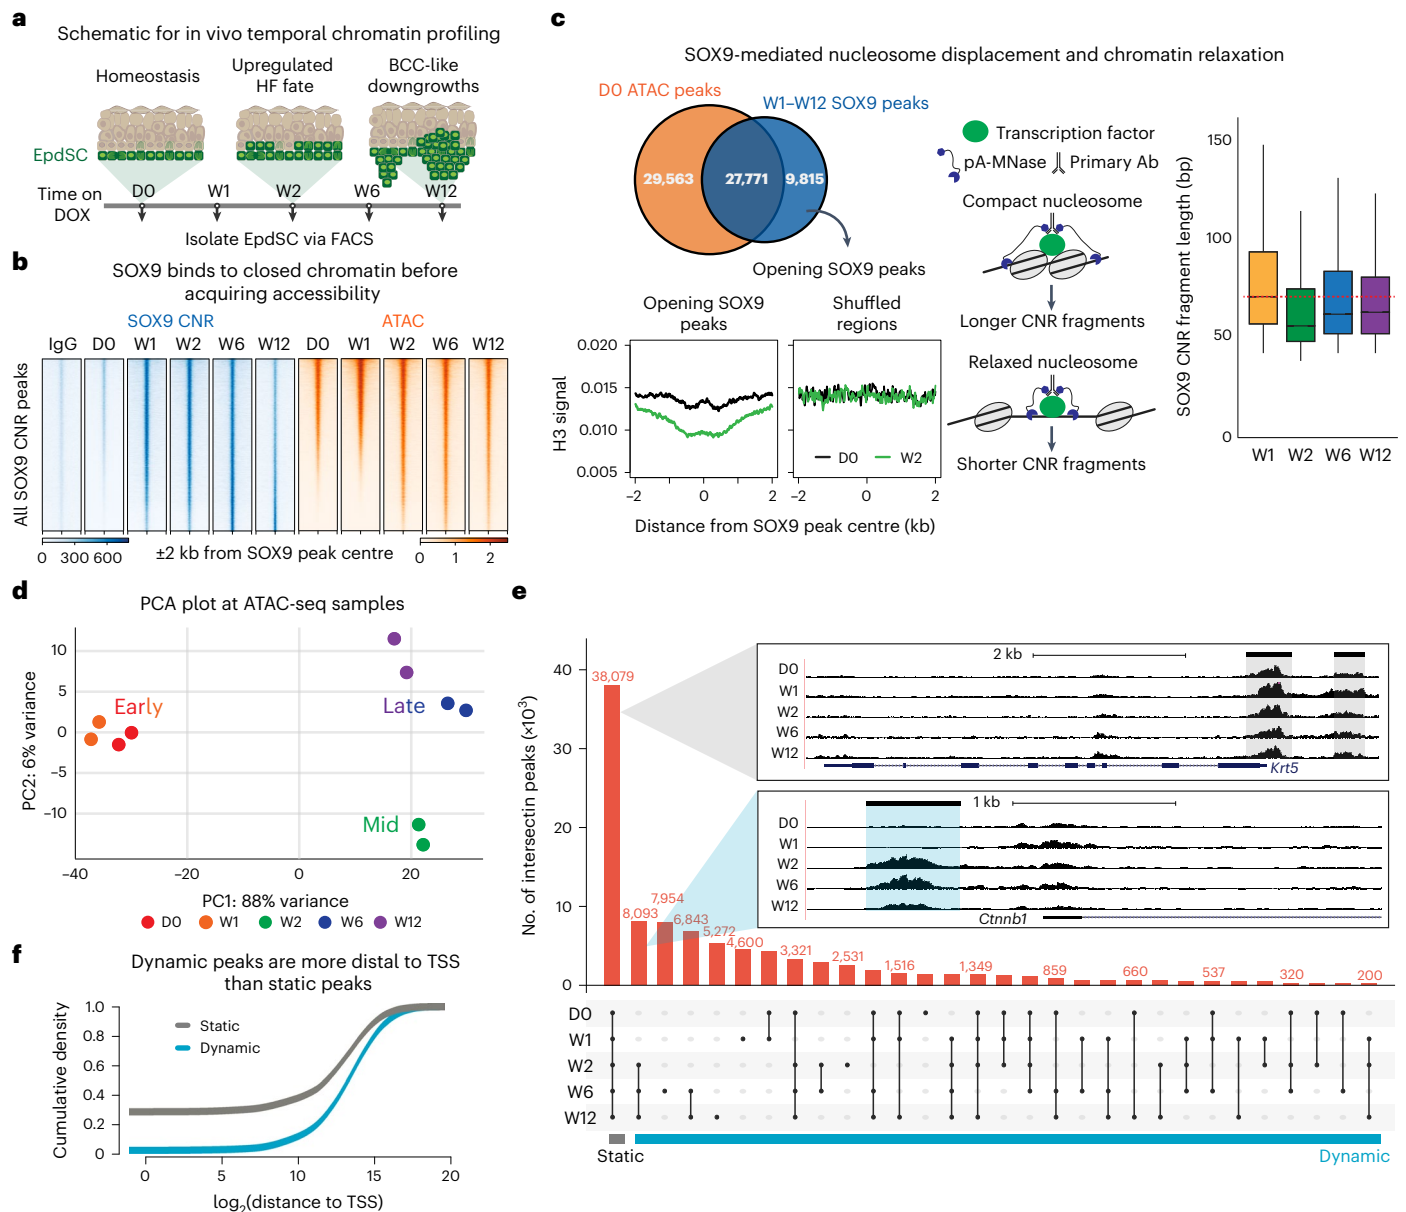 a
Schematic for in vivo temporal chromatin profiling
Homeostasis
Upregulated
HF fate
BCC-like
downgrowths
EpdSC
Time on
DOX
D0 W1 W2 W6 W12
Isolate EpdSC via FACS
b
SOX9 binds to closed chromatin before
acquiring accessibility
SOX9 CNR ATAC
IgG D0 W1 W2 W6 W12 D0 W1 W2 W6 W12
All SOX9 CNR peaks
0 300 600
±2 kb from SOX9 peak centre
0 1 2
c
SOX9-mediated nucleosome displacement and chromatin relaxation
D0 ATAC peaks
W1–W12 SOX9 peaks
29,563 27,771 9,815
Opening SOX9 peaks
Opening SOX9
peaks
Shuffled
regions
H3 signal
0.020
0.015
0.010
0.005
D0 W2
–2 0 2 –2 0 2
Distance from SOX9 peak centre (kb)
Transcription factor
pA-MNase Primary Ab
Compact nucleosome
Longer CNR fragments
Relaxed nucleosome
Shorter CNR fragments
SOX9 CNR fragment length (bp)
150
100
50
0
W1 W2 W6 W12
d
PCA plot at ATAC-seq samples
PC2: 6% variance
10
5
0
–5
–10
Early
Late
Mid
–40 –20 0 20
PC1: 88% variance
D0 W1 W2 W6 W12
e
No. of intersectin peaks (×10³)
40
30
20
10
0
38,079
8,093
7,954
6,843
5,272
4,600
3,321
2,531
1,516
1,349
859
660
537
320
200
2 kb
D0
W1
W2
W6
W12
Krt5
1 kb
D0
W1
W2
W6
W12
Ctnnb1
D0
W1
W2
W6
W12
Static Dynamic
f
Dynamic peaks are more distal to TSS
than static peaks
Cumulative density
1.0
0.8
0.6
0.4
0.2
0
Static
Dynamic
0 5 10 15 20
log₂(distance to TSS)